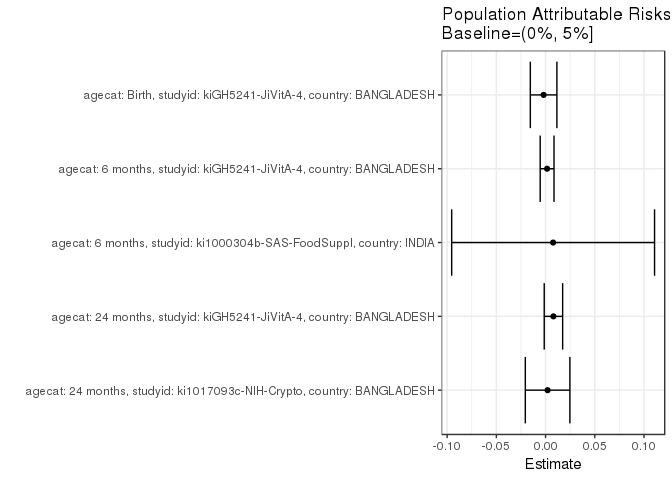 Population Attributable Risks
Baseline=(0%, 5%]
agecat: Birth, studyid: kiGH5241-JiVitA-4, country: BANGLADESH
agecat: 6 months, studyid: kiGH5241-JiVitA-4, country: BANGLADESH
agecat: 6 months, studyid: ki1000304b-SAS-FoodSuppl, country: INDIA
agecat: 24 months, studyid: kiGH5241-JiVitA-4, country: BANGLADESH
agecat: 24 months, studyid: ki1017093c-NIH-Crypto, country: BANGLADESH
-0.10 -0.05 0.00 0.05 0.10
Estimate